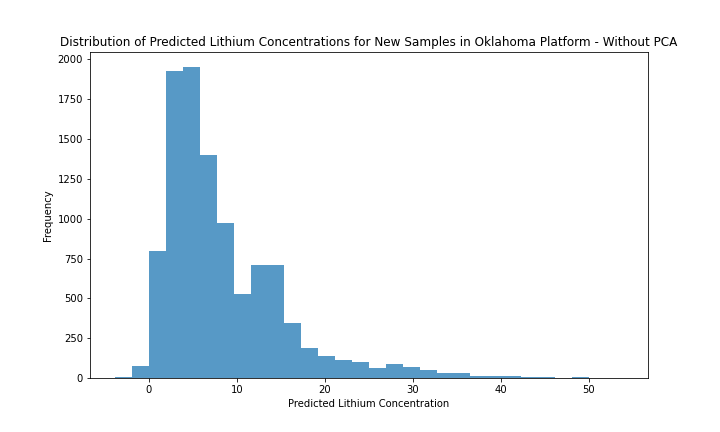 Distribution of Predicted Lithium Concentrations for New Samples in Oklahoma Platform - Without PCA
2000
1750
1500
1250
1000
750
500
250
0
Frequency
0 10 20 30 40 50
Predicted Lithium Concentration